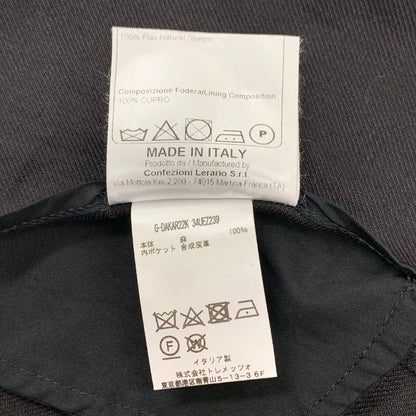 100% Flax Natural Stretch
Composizione Federa/Lining Composition
100% CUPRO
P
MADE IN ITALY
Prodotto da / Manufactured by
Confezioni Lerario S.r.l.
Via Mottola Km 2.200 - 74015 Martina Franca (TA)
G-DAKAR22K 34UEZ239
本体 麻 100%
内ポケット 合成皮革
F W
イタリア製
株式会社トレメッツォ
東京都港区南青山5-13-3 6F